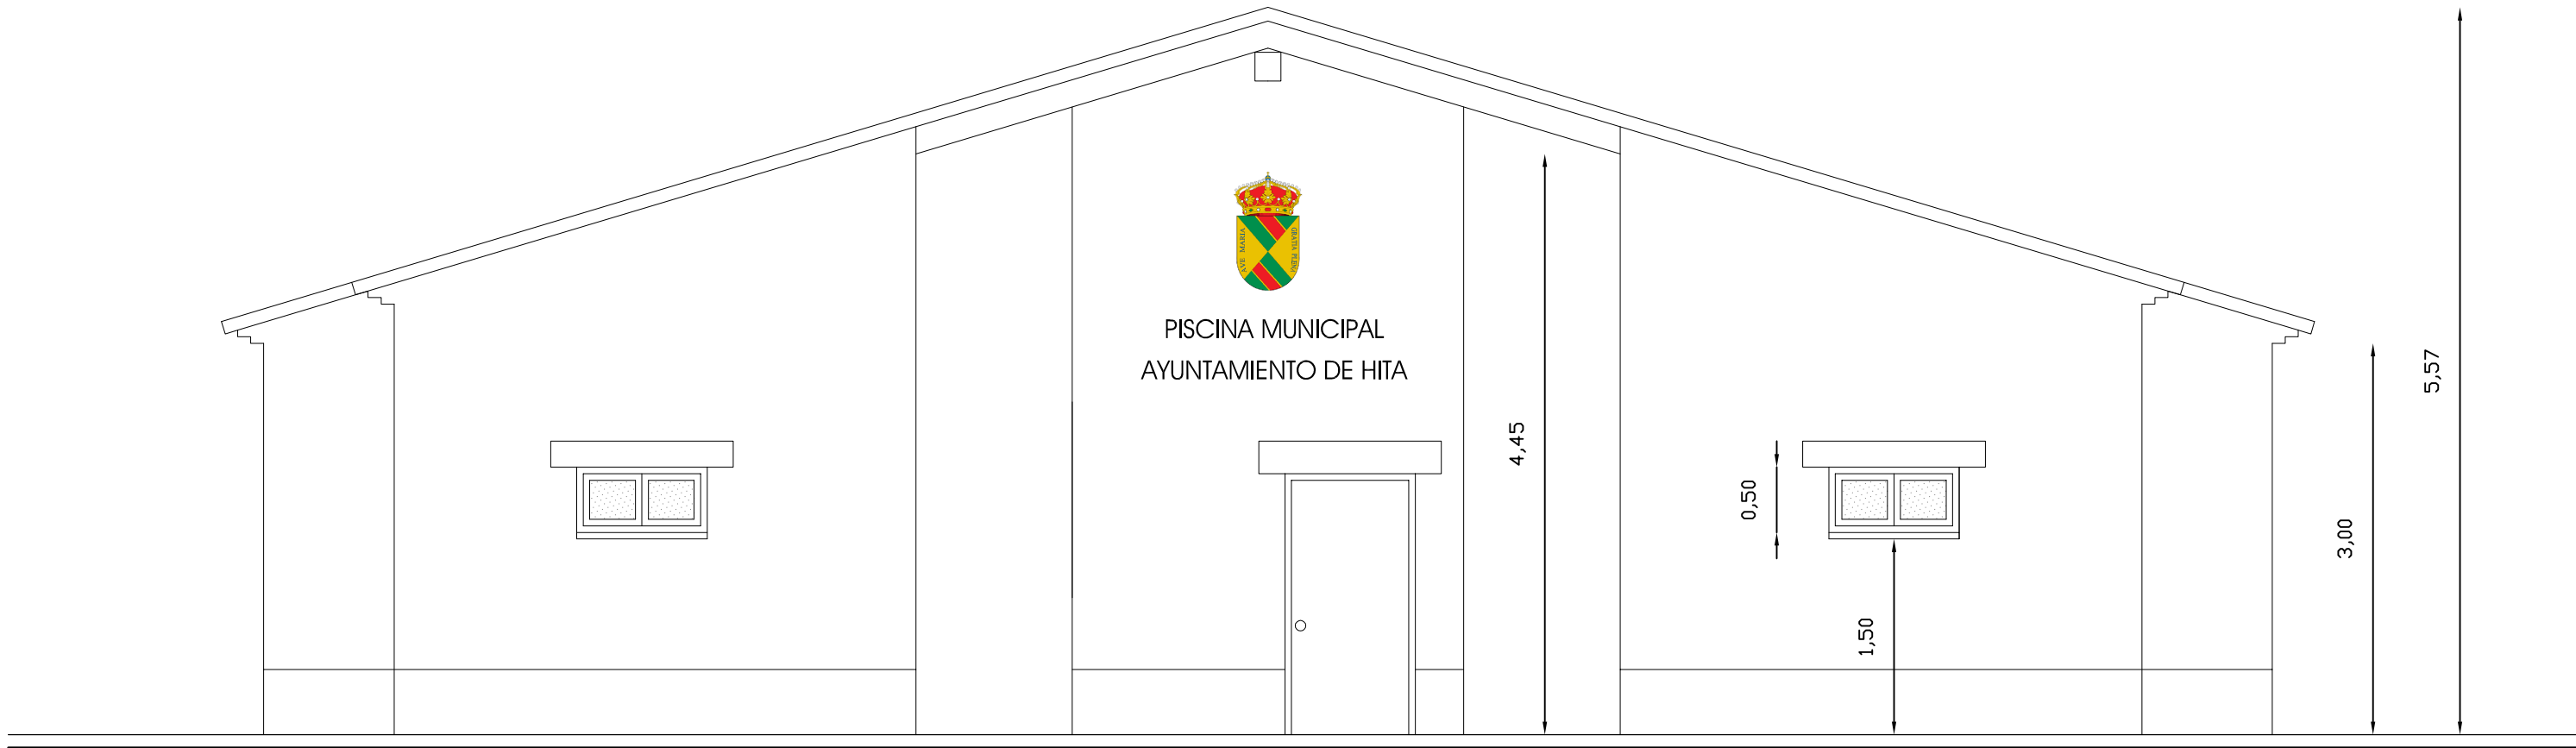 AVE MARIA
GRATIA PLENA
PISCINA MUNICIPAL
AYUNTAMIENTO DE HITA
4,45
0,50
1,50
3,00
5,57